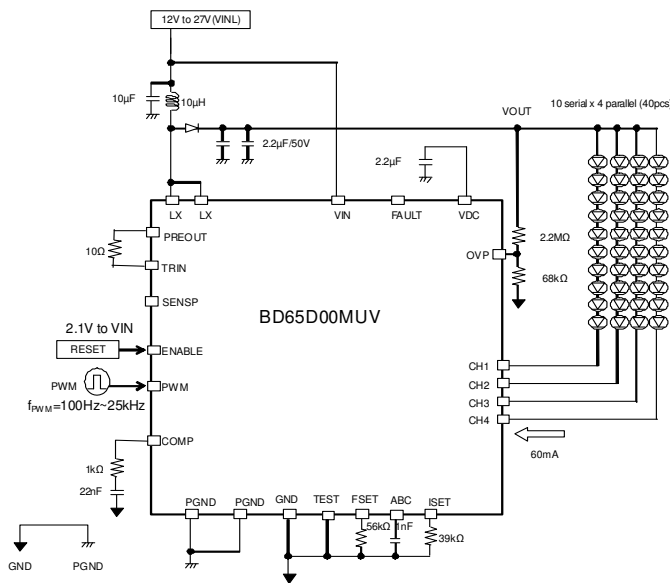 12V to 27V(VINL)
10µF
10µH
VOUT
10 serial x 4 parallel (40pcs)
2.2µF/50V
2.2µF
LX
LX
VIN
FAULT
VDC
PREOUT
10Ω
TRIN
2.2MΩ
OVP
68kΩ
SENSP
BD65D00MUV
2.1V to VIN
RESET
ENABLE
PWM
PWM
fPWM=100Hz~25kHz
CH1
CH2
CH3
CH4
60mA
COMP
1kΩ
22nF
PGND
PGND
GND
TEST
FSET
ABC
ISET
56kΩ
1nF
39kΩ
GND
PGND